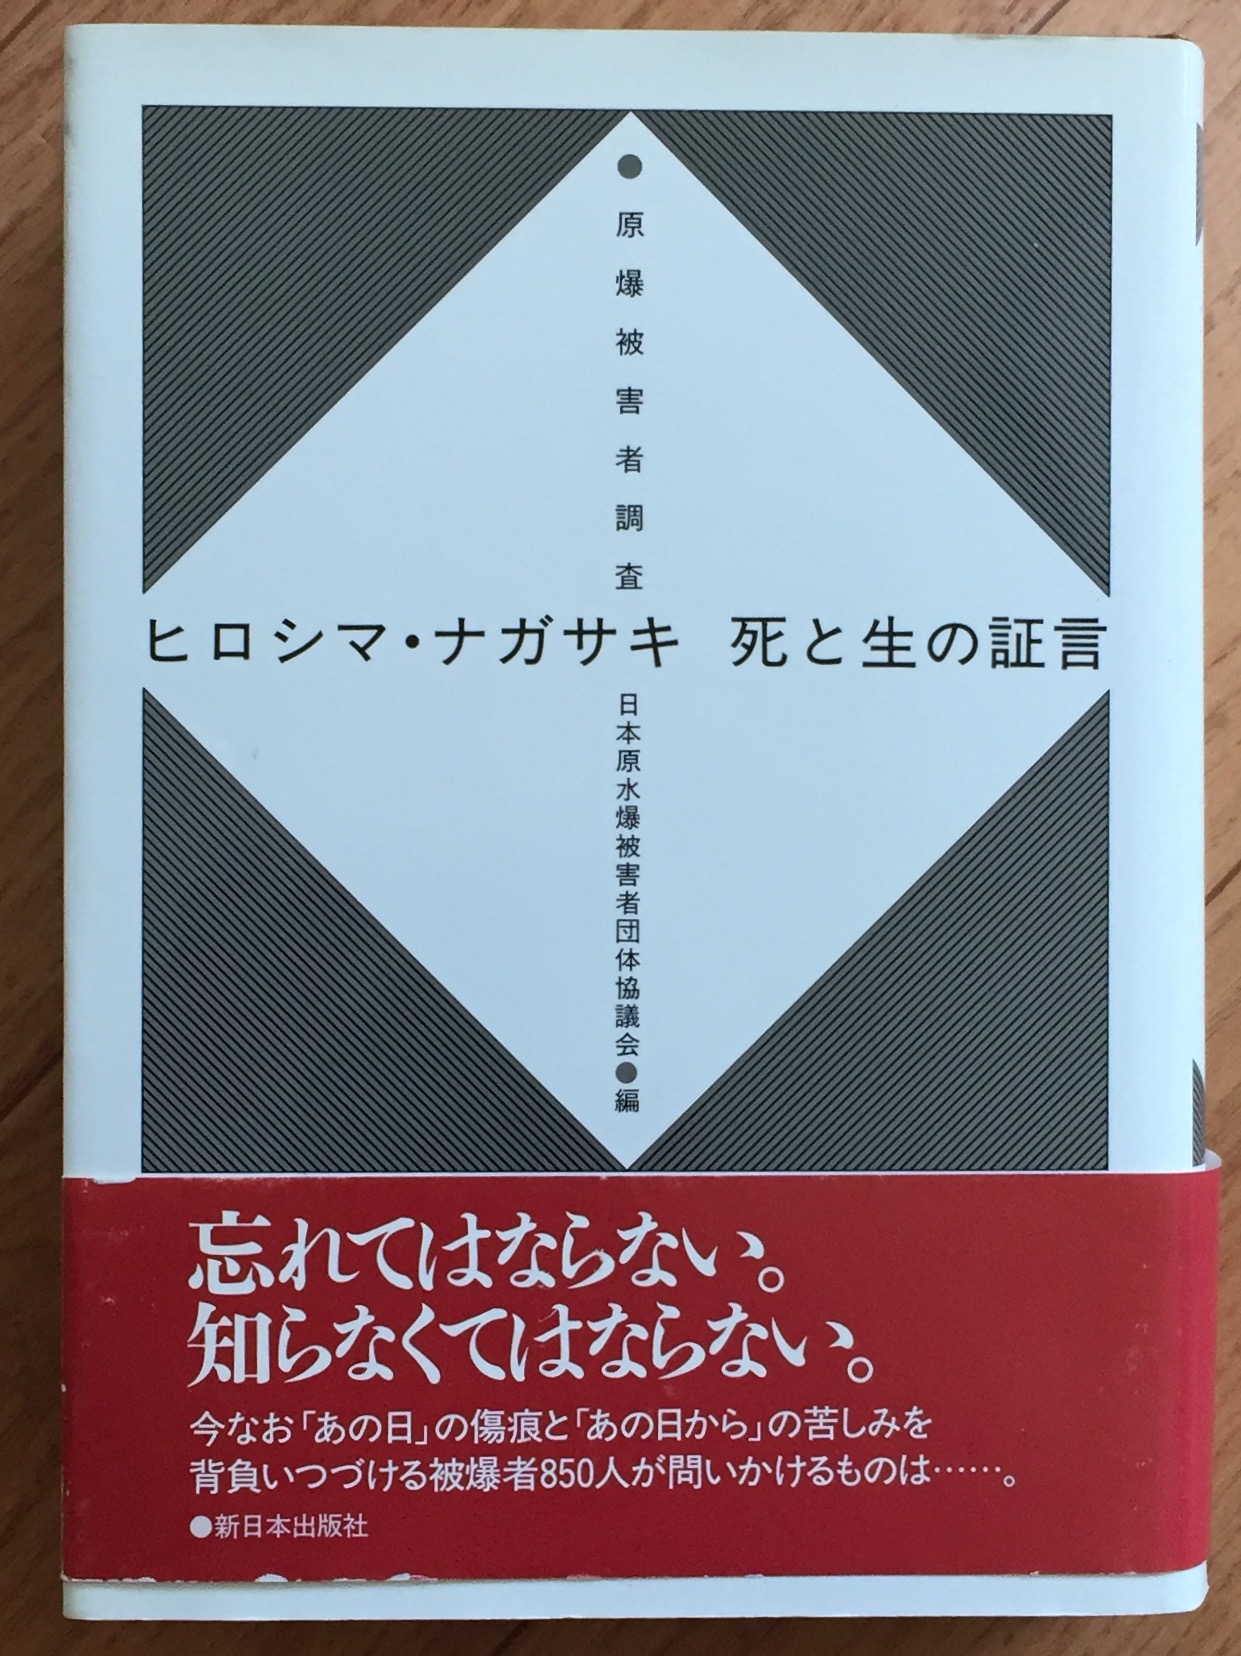 ●原爆被害者調査
ヒロシマ・ナガサキ 死と生の証言
日本原水爆被害者団体協議会●編
忘れてはならない。
知らなくてはならない。
今なお「あの日」の傷痕と「あの日から」の苦しみを
背負いつづける被爆者850人が問いかけるものは……。
●新日本出版社